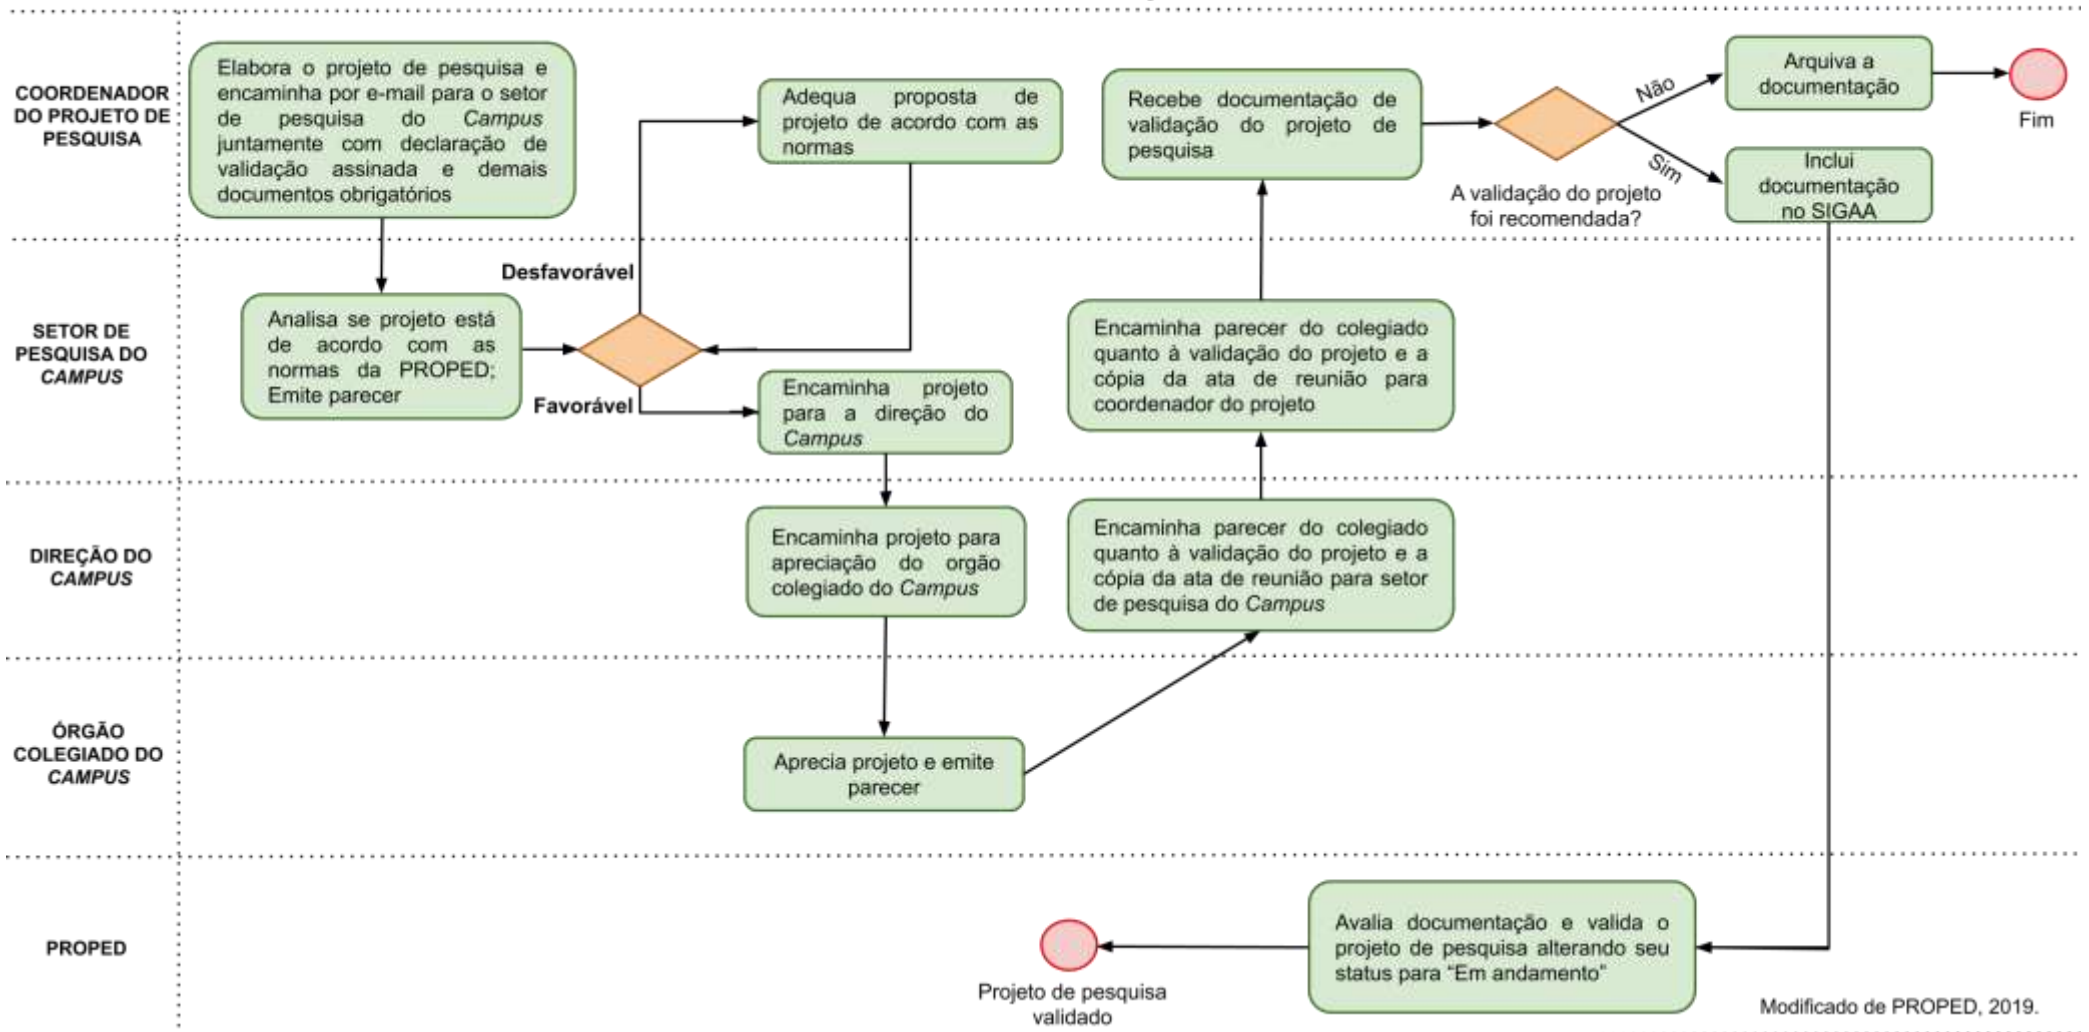 COORDENADOR
DO PROJETO DE
PESQUISA
Elabora o projeto de pesquisa e
encaminha por e-mail para o setor
de pesquisa do Campus
juntamente com declaração de
validação assinada e demais
documentos obrigatórios
Adequa proposta de
projeto de acordo com as
normas
Recebe documentação de
validação do projeto de
pesquisa
A validação do projeto
foi recomendada?
Não
Sim
Arquiva a
documentação
Fim
Inclui
documentação
no SIGAA
SETOR DE
PESQUISA DO
CAMPUS
Analisa se projeto está
de acordo com as
normas da PROPED;
Emite parecer
Desfavorável
Favorável
Encaminha projeto
para a direção do
Campus
Encaminha parecer do colegiado
quanto à validação do projeto e a
cópia da ata de reunião para
coordenador do projeto
DIREÇÃO DO
CAMPUS
Encaminha projeto para
apreciação do orgão
colegiado do Campus
Encaminha parecer do colegiado
quanto à validação do projeto e a
cópia da ata de reunião para setor
de pesquisa do Campus
ÓRGÃO
COLEGIADO DO
CAMPUS
Aprecia projeto e emite
parecer
PROPED
Projeto de pesquisa
validado
Avalia documentação e valida o
projeto de pesquisa alterando seu
status para “Em andamento”
Modificado de PROPED, 2019.